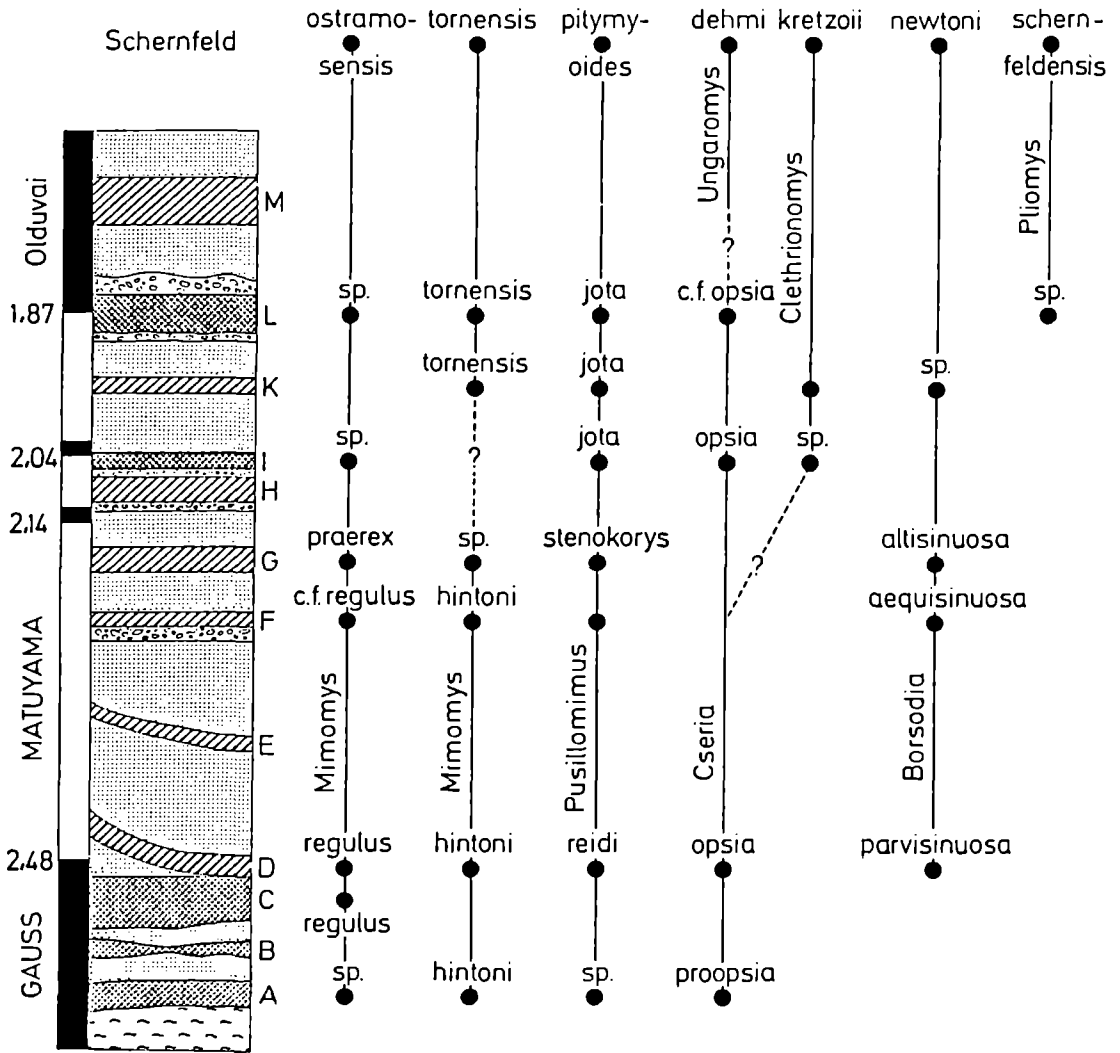 Schernfeld
ostramo-
sensis
tornensis
pitymy-
oides
dehmi
kretzoii
newtoni
schern-
feldensis
Olduvai
MATUYAMA
GAUSS
1,87
2,04
2,14
2,48
M
L
K
I
H
G
F
E
D
C
B
A
Ungaromys
Clethrionomys
Pliomys
?
sp.
tornensis
jota
c.f. opsia
sp.
tornensis
jota
sp.
sp.
?
jota
opsia
sp.
praerex
sp.
stenokorys
?
altisinuosa
c.f. regulus
hintoni
aequisinuosa
Mimomys
Mimomys
Pusillomimus
Cseria
Borsodia
regulus
hintoni
reidi
opsia
parvisinuosa
regulus
sp.
hintoni
sp.
proopsia